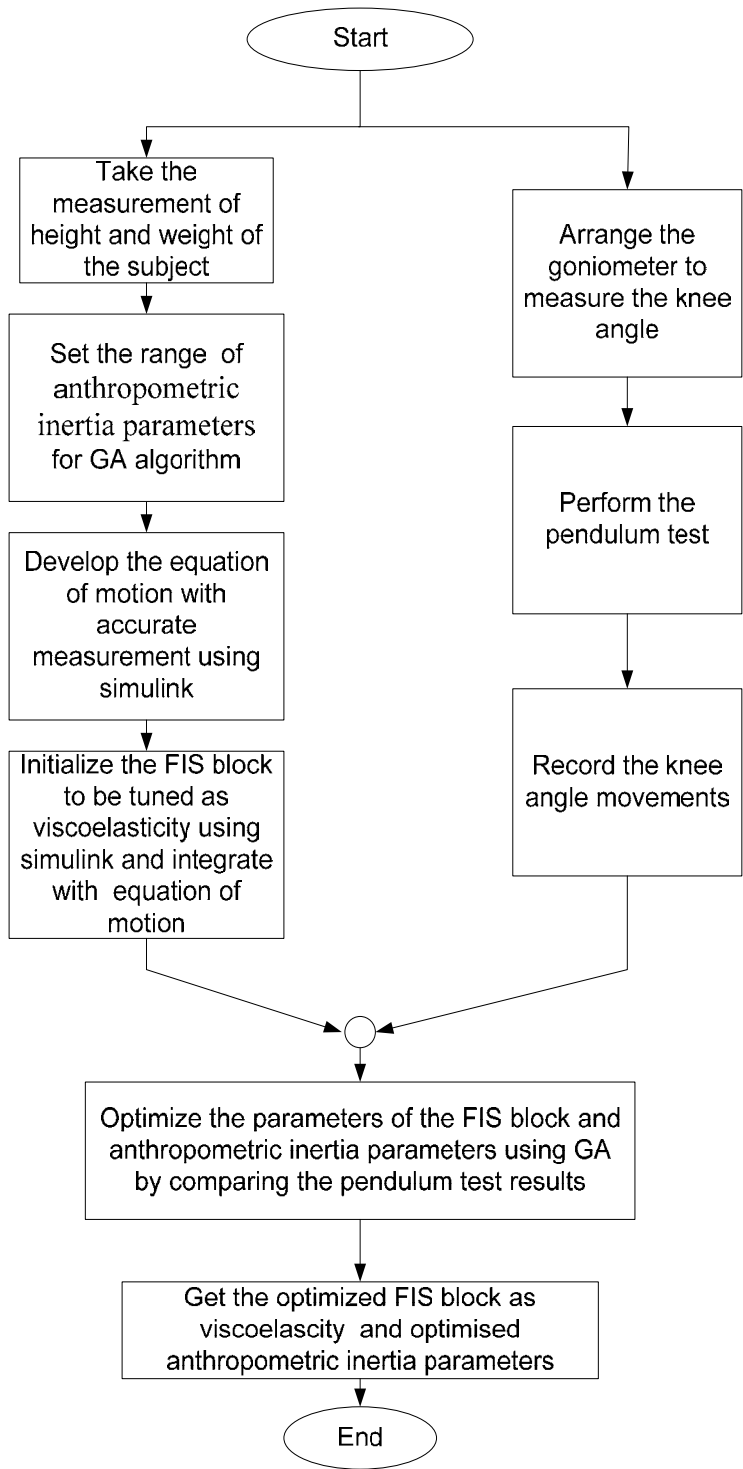 Start
Take the
measurement of
height and weight of
the subject
Set the range of
anthropometric
inertia parameters
for GA algorithm
Develop the equation
of motion with
accurate
measurement using
simulink
Initialize the FIS block
to be tuned as
viscoelasticity using
simulink and integrate
with equation of
motion
Arrange the
goniometer to
measure the knee
angle
Perform the
pendulum test
Record the knee
angle movements
Optimize the parameters of the FIS block and
anthropometric inertia parameters using GA
by comparing the pendulum test results
Get the optimized FIS block as
viscoelascity and optimised
anthropometric inertia parameters
End